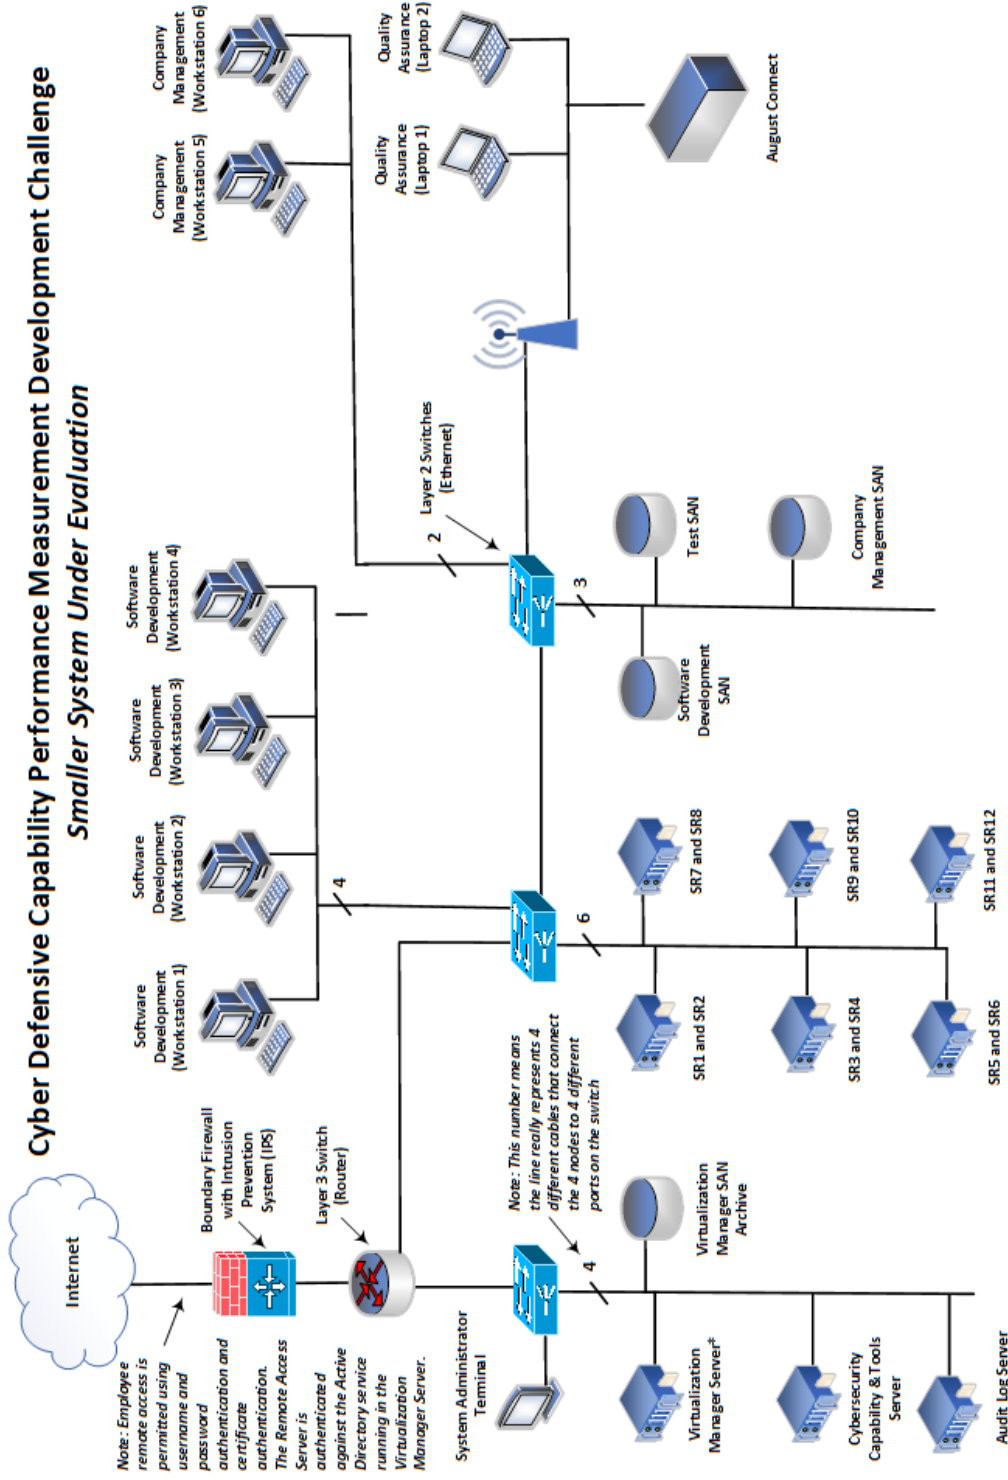 Cyber Defensive Capability Performance Measurement Development Challenge
Smaller System Under Evaluation
Internet
Note: Employee
remote access is
permitted using
username and
password
authentication and
certificate
authentication.
The Remote Access
Server is
authenticated
against the Active
Directory service
running in the
Virtualization
Manager Server.
Boundary Firewall
with Intrusion
Prevention
System (IPS)
Layer 3 Switch
(Router)
Software
Development
(Workstation 1)
Software
Development
(Workstation 2)
Software
Development
(Workstation 3)
Software
Development
(Workstation 4)
Company
Management
(Workstation 5)
Company
Management
(Workstation 6)
4
2
Layer 2 Switches
(Ethernet)
Quality
Assurance
(Laptop 1)
Quality
Assurance
(Laptop 2)
August Connect
System Administrator
Terminal
Note: This number means
the line really represents 4
different cables that connect
the 4 nodes to 4 different
ports on the switch
4
6
3
Virtualization
Manager Server*
Virtualization
Manager SAN
Archive
Cybersecurity
Capability & Tools
Server
Audit Log Server
SR1 and SR2
SR7 and SR8
SR3 and SR4
SR9 and SR10
SR5 and SR6
SR11 and SR12
Software
Development
SAN
Test SAN
Company
Management SAN